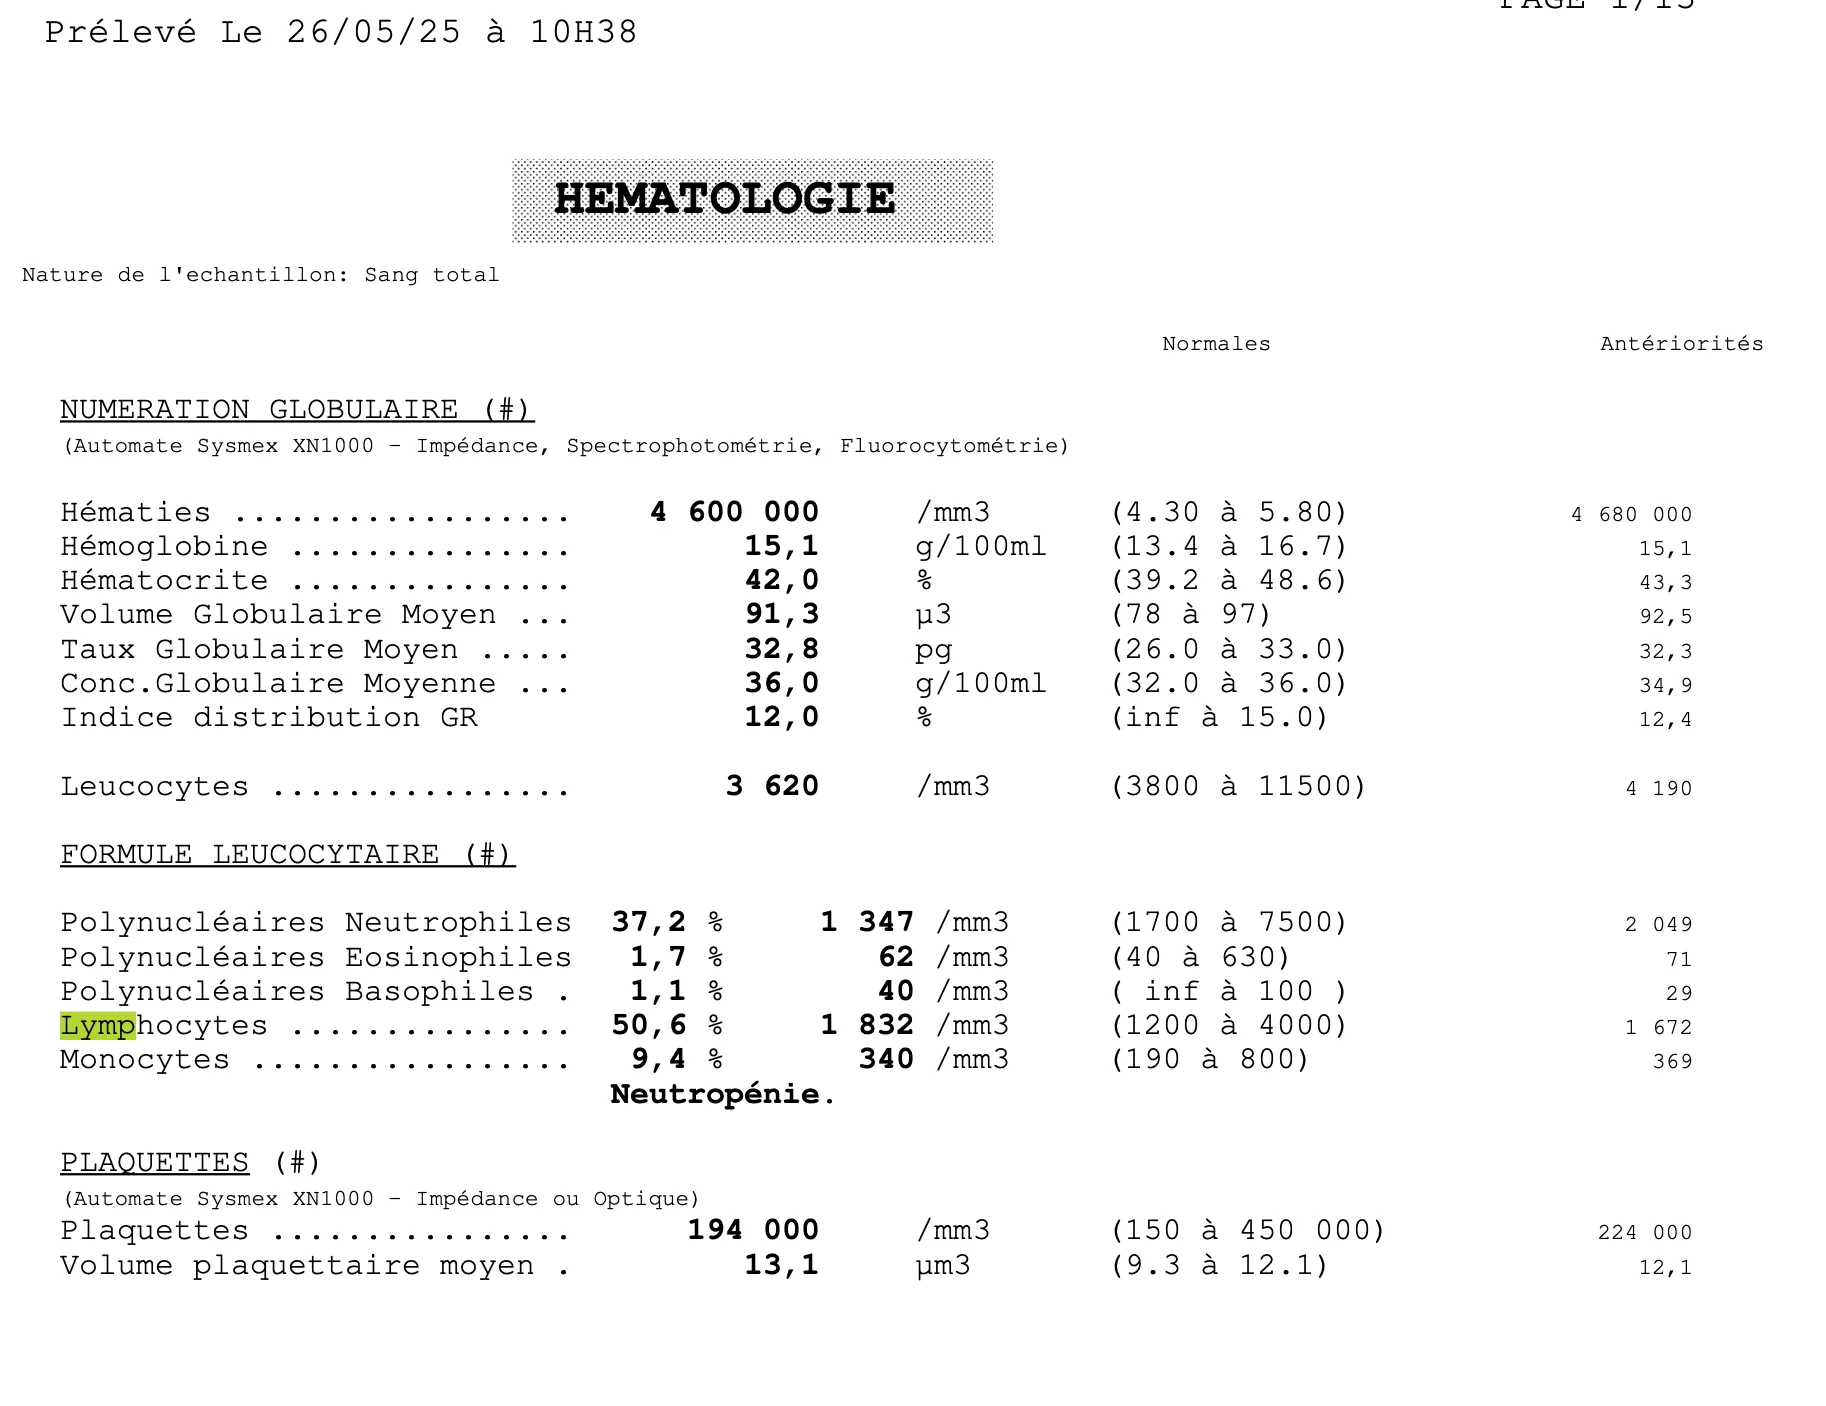 PAGE 1/15
Prélevé Le 26/05/25 à 10H38
HEMATOLOGIE
Nature de l'echantillon: Sang total
Normales Antériorités
NUMERATION GLOBULAIRE (#)
(Automate Sysmex XN1000 – Impédance, Spectrophotométrie, Fluorocytométrie)
Hématies .................. 4 600 000 /mm3 (4.30 à 5.80) 4 680 000
Hémoglobine ............... 15,1 g/100ml (13.4 à 16.7) 15,1
Hématocrite ............... 42,0 % (39.2 à 48.6) 43,3
Volume Globulaire Moyen ... 91,3 µ3 (78 à 97) 92,5
Taux Globulaire Moyen ..... 32,8 pg (26.0 à 33.0) 32,3
Conc.Globulaire Moyenne ... 36,0 g/100ml (32.0 à 36.0) 34,9
Indice distribution GR 12,0 % (inf à 15.0) 12,4
Leucocytes ................ 3 620 /mm3 (3800 à 11500) 4 190
FORMULE LEUCOCYTAIRE (#)
Polynucléaires Neutrophiles 37,2 % 1 347 /mm3 (1700 à 7500) 2 049
Polynucléaires Eosinophiles 1,7 % 62 /mm3 (40 à 630) 71
Polynucléaires Basophiles . 1,1 % 40 /mm3 ( inf à 100 ) 29
Lymphocytes ............... 50,6 % 1 832 /mm3 (1200 à 4000) 1 672
Monocytes ................. 9,4 % 340 /mm3 (190 à 800) 369
Neutropénie.
PLAQUETTES (#)
(Automate Sysmex XN1000 – Impédance ou Optique)
Plaquettes ................ 194 000 /mm3 (150 à 450 000) 224 000
Volume plaquettaire moyen . 13,1 µm3 (9.3 à 12.1) 12,1